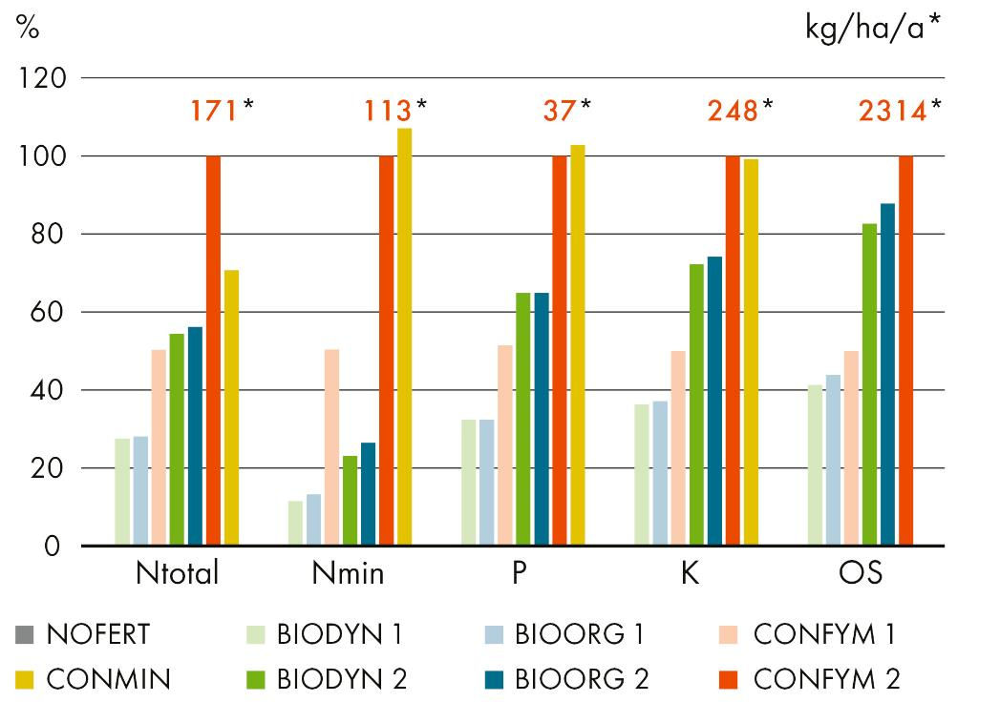 % kg/ha/a*
120
171* 113* 37* 248* 2314*
100
80
60
40
20
0
Ntotal Nmin P K OS
NOFERT BIODYN 1 BIOORG 1 CONFYM 1
CONMIN BIODYN 2 BIOORG 2 CONFYM 2